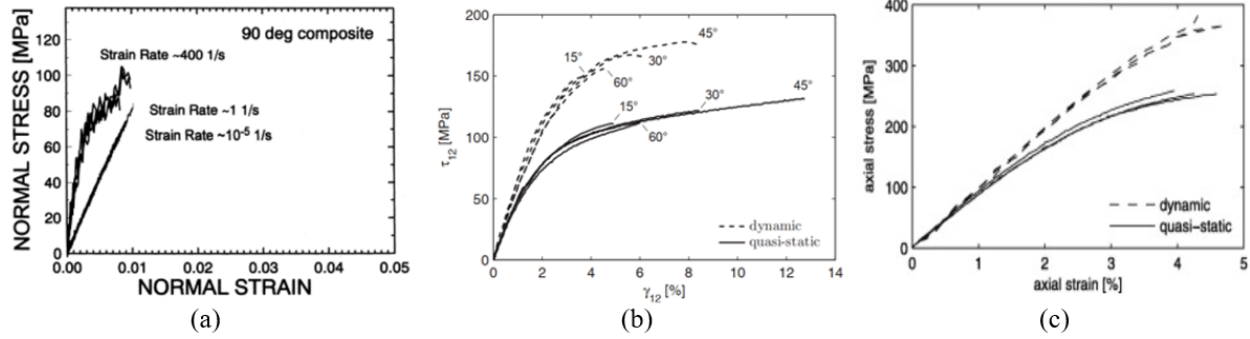 90 deg composite
Strain Rate ~400 1/s
Strain Rate ~1 1/s
Strain Rate ~10-5 1/s
NORMAL STRESS [MPa]
120
100
80
60
40
20
0
0.00 0.01 0.02 0.03 0.04 0.05
NORMAL STRAIN
(a)
200
150
100
50
0
τ12 [MPa]
45°
15°
30°
60°
45°
30°
15°
60°
dynamic
quasi-static
0 2 4 6 8 10 12 14
γ12 [%]
(b)
400
300
200
100
0
axial stress [MPa]
dynamic
quasi-static
0 1 2 3 4 5
axial strain [%]
(c)